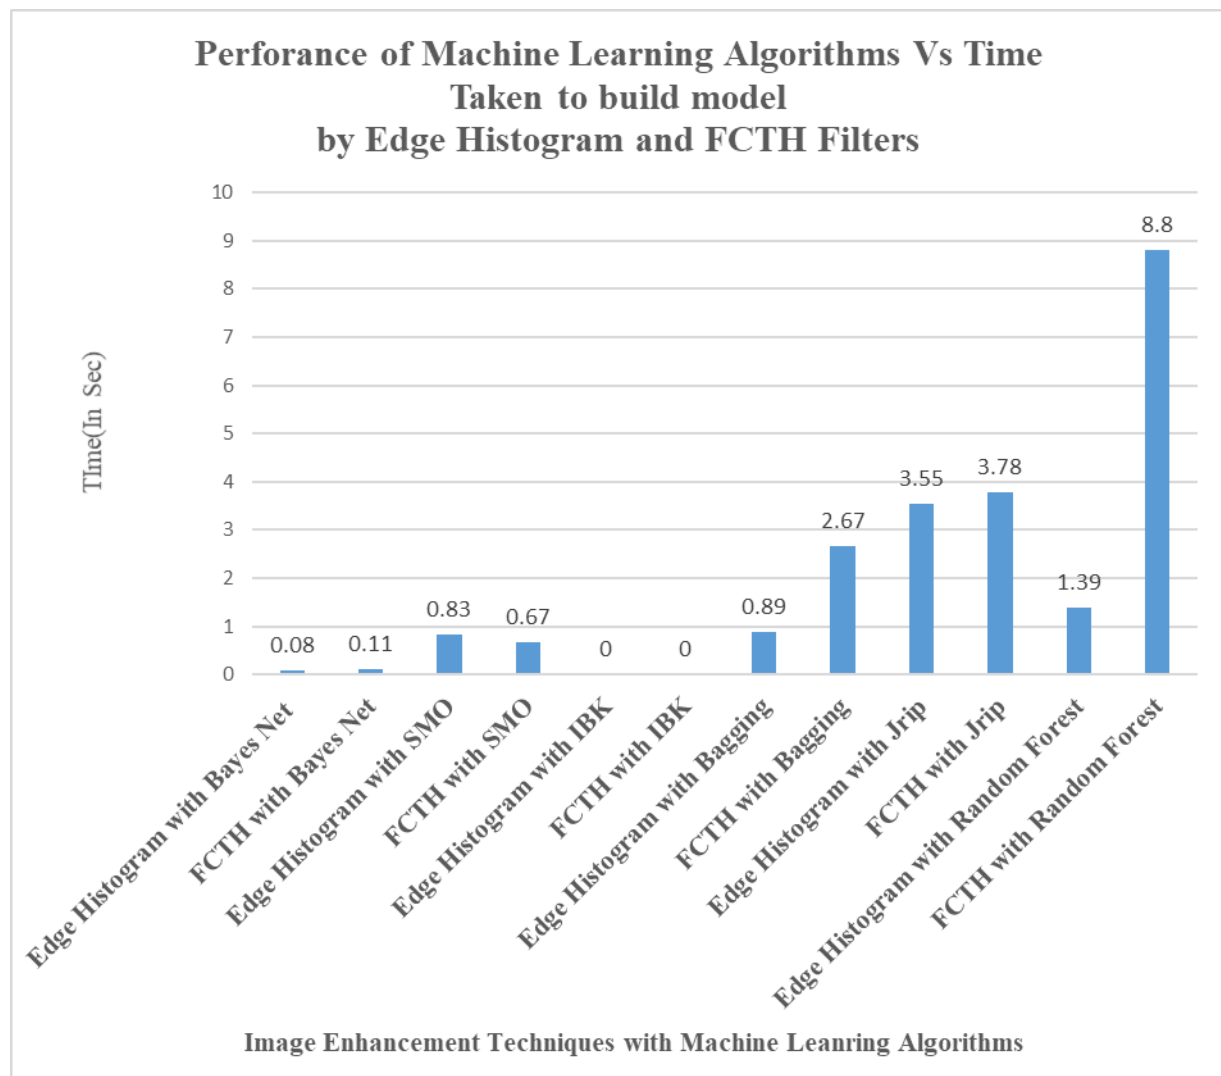 Perforance of Machine Learning Algorithms Vs Time
Taken to build model
by Edge Histogram and FCTH Filters
TIme(In Sec)
10
9
8
7
6
5
4
3
2
1
0
0.08
0.11
0.83
0.67
0
0
0.89
2.67
3.55
3.78
1.39
8.8
Edge Histogram with Bayes Net
FCTH with Bayes Net
Edge Histogram with SMO
FCTH with SMO
Edge Histogram with IBK
FCTH with IBK
Edge Histogram with Bagging
FCTH with Bagging
Edge Histogram with Jrip
FCTH with Jrip
Edge Histogram with Random Forest
FCTH with Random Forest
Image Enhancement Techniques with Machine Leanring Algorithms